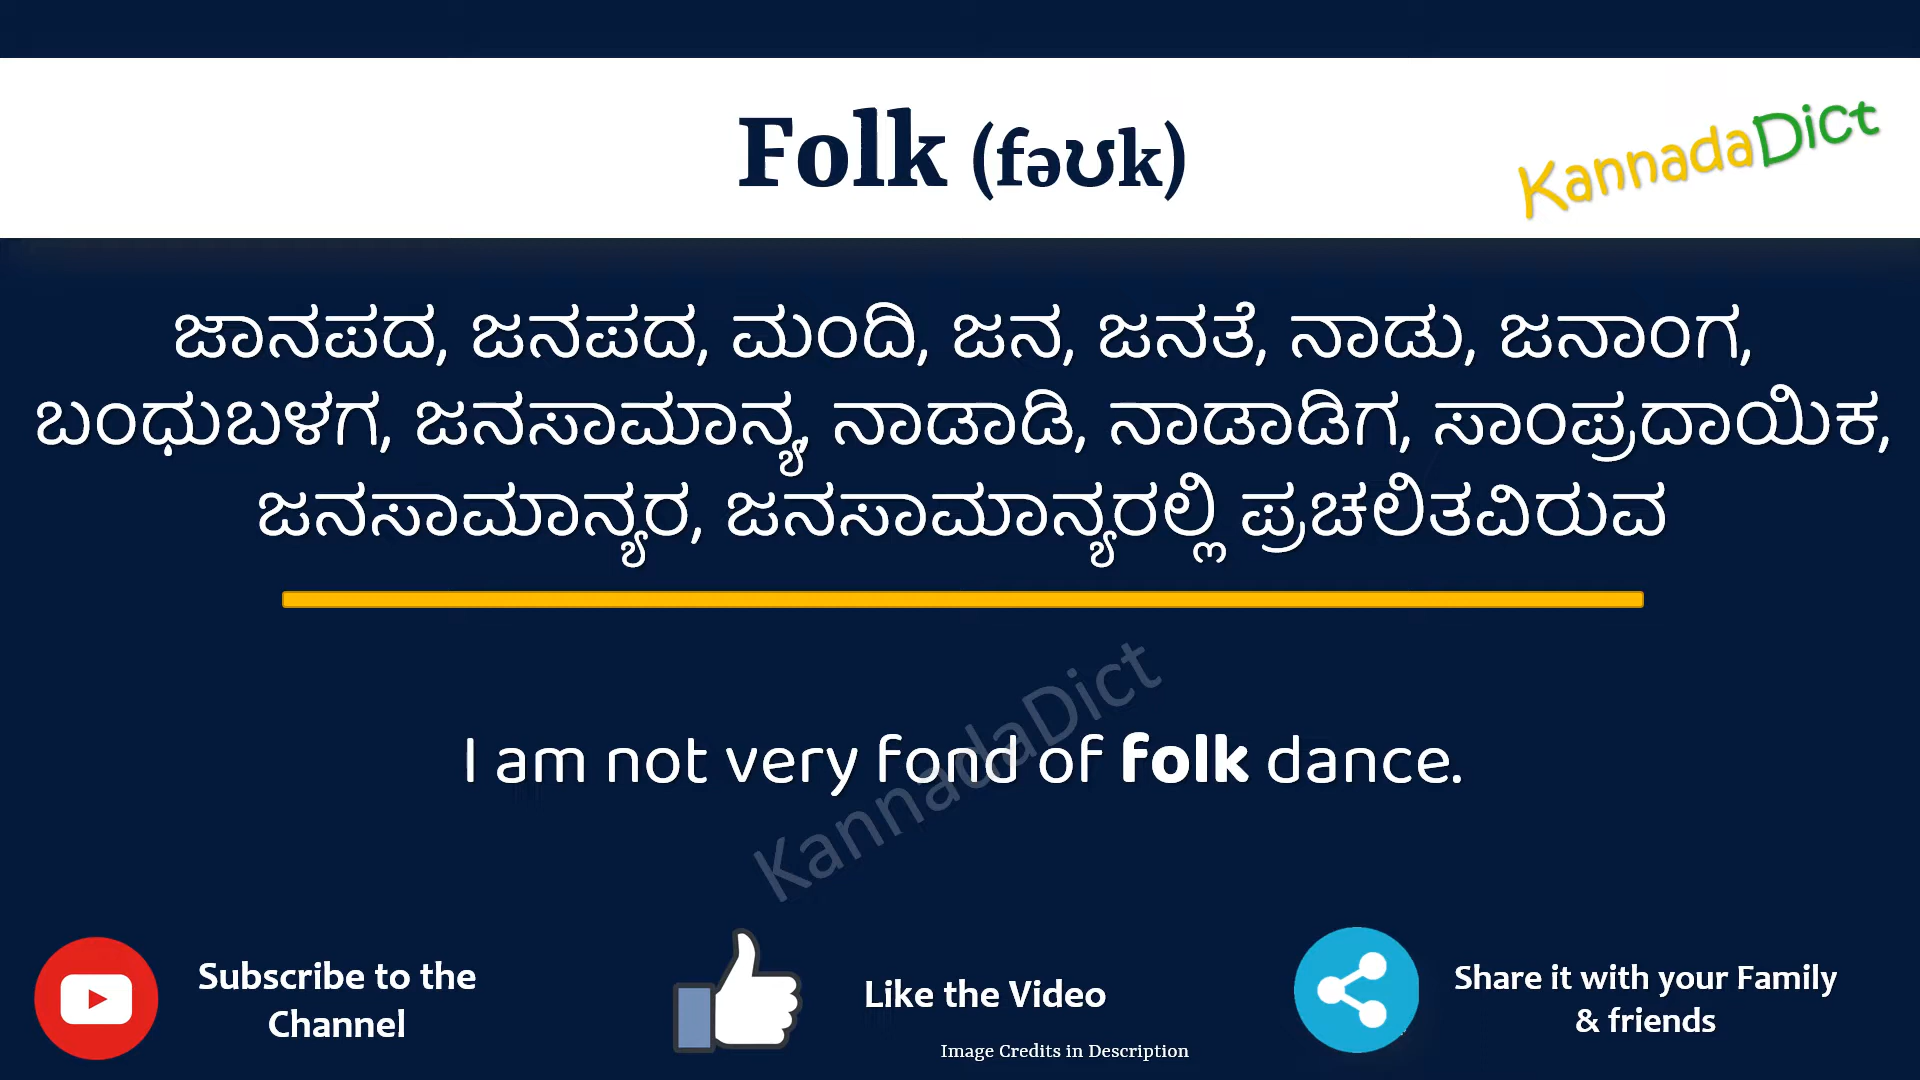 Folk (fəʊk)
KannadaDict
ಜಾನಪದ, ಜನಪದ, ಮಂದಿ, ಜನ, ಜನತೆ, ನಾಡು, ಜನಾಂಗ,
ಬಂಧುಬಳಗ, ಜನಸಾಮಾನ್ಯ, ನಾಡಾಡಿ, ನಾಡಾಡಿಗ, ಸಾಂಪ್ರದಾಯಿಕ,
ಜನಸಾಮಾನ್ಯರ, ಜನಸಾಮಾನ್ಯರಲ್ಲಿ ಪ್ರಚಲಿತವಿರುವ
I am not very fond of folk dance.
KannadaDict
Subscribe to the
Channel
Like the Video
Share it with your Family
& friends
Image Credits in Description